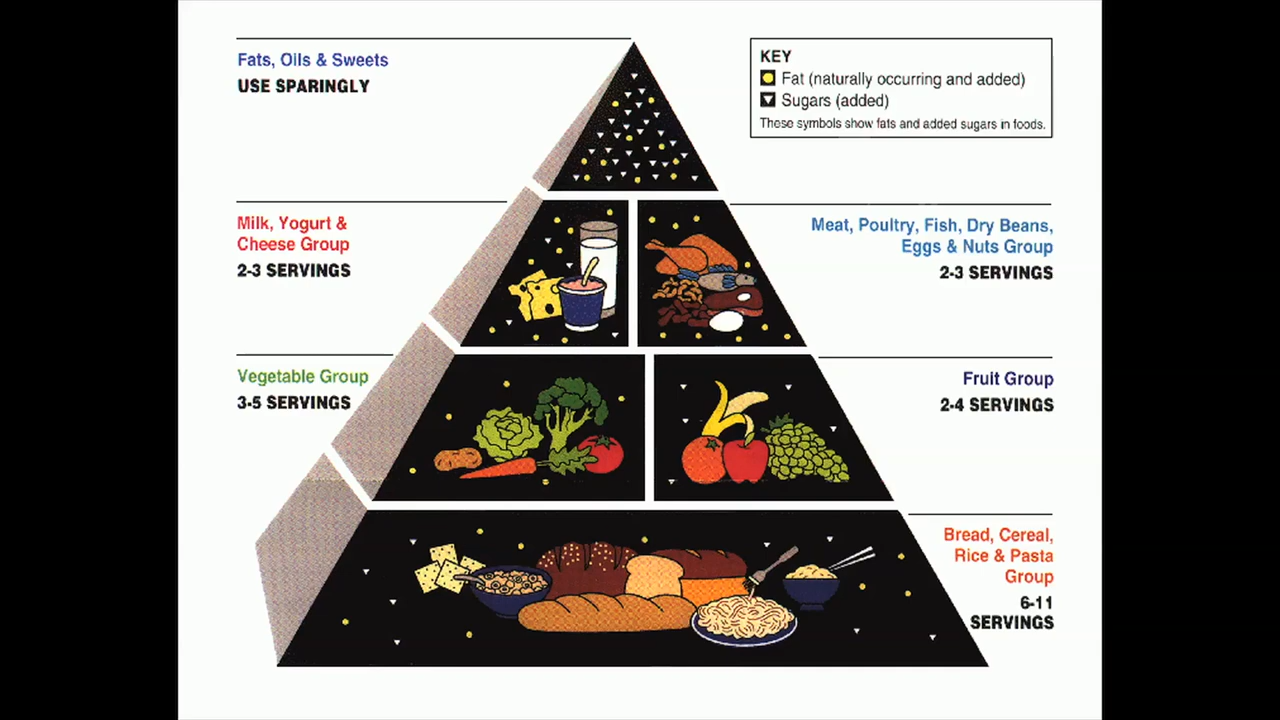 Fats, Oils & Sweets
USE SPARINGLY
KEY
Fat (naturally occurring and added)
Sugars (added)
These symbols show fats and added sugars in foods.
Milk, Yogurt &
Cheese Group
2-3 SERVINGS
Meat, Poultry, Fish, Dry Beans,
Eggs & Nuts Group
2-3 SERVINGS
Vegetable Group
3-5 SERVINGS
Fruit Group
2-4 SERVINGS
Bread, Cereal,
Rice & Pasta
Group
6-11
SERVINGS